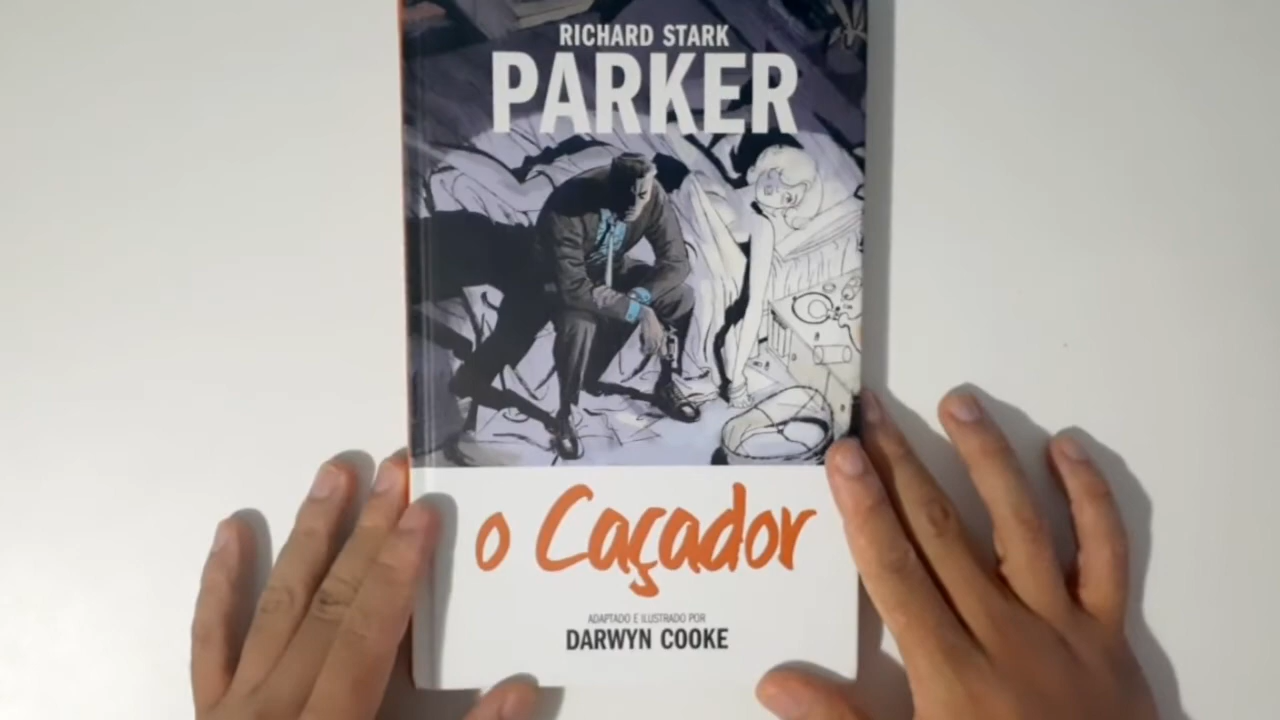 RICHARD STARK
PARKER
o Caçador
ADAPTADO E ILUSTRADO POR
DARWYN COOKE